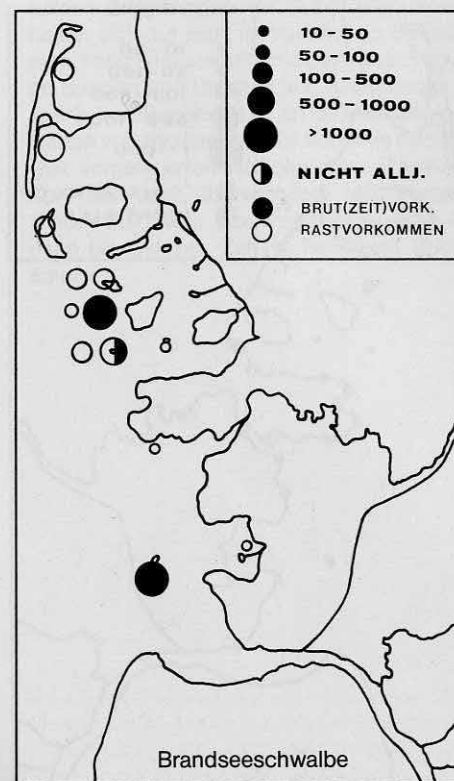 10 – 50
50 – 100
100 – 500
500 – 1000
>1000
NICHT ALLJ.
BRUT(ZEIT)VORK.
RASTVORKOMMEN
Brandseeschwalbe